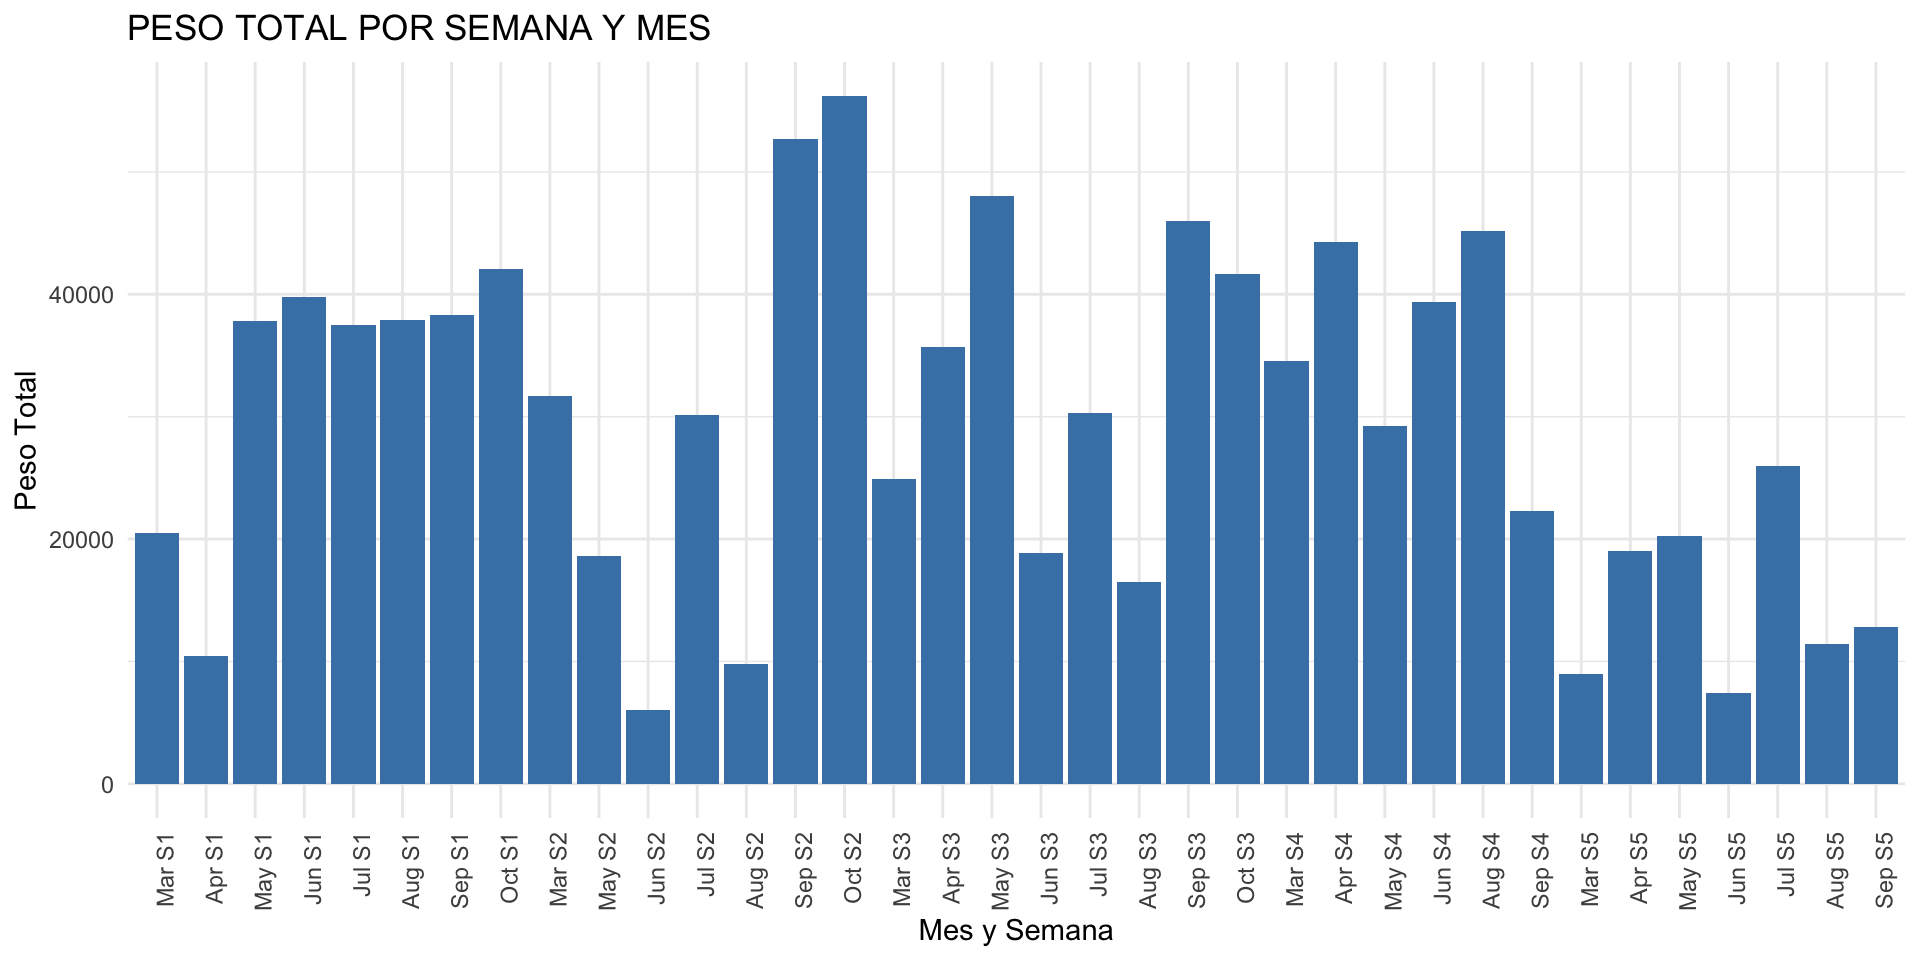 PESO TOTAL POR SEMANA Y MES
Peso Total
40000
20000
0
Mar S1
Apr S1
May S1
Jun S1
Jul S1
Aug S1
Sep S1
Oct S1
Mar S2
May S2
Jun S2
Jul S2
Aug S2
Sep S2
Oct S2
Mar S3
Apr S3
May S3
Jun S3
Jul S3
Aug S3
Sep S3
Oct S3
Mar S4
Apr S4
May S4
Jun S4
Aug S4
Sep S4
Mar S5
Apr S5
May S5
Jun S5
Jul S5
Aug S5
Sep S5
Mes y Semana